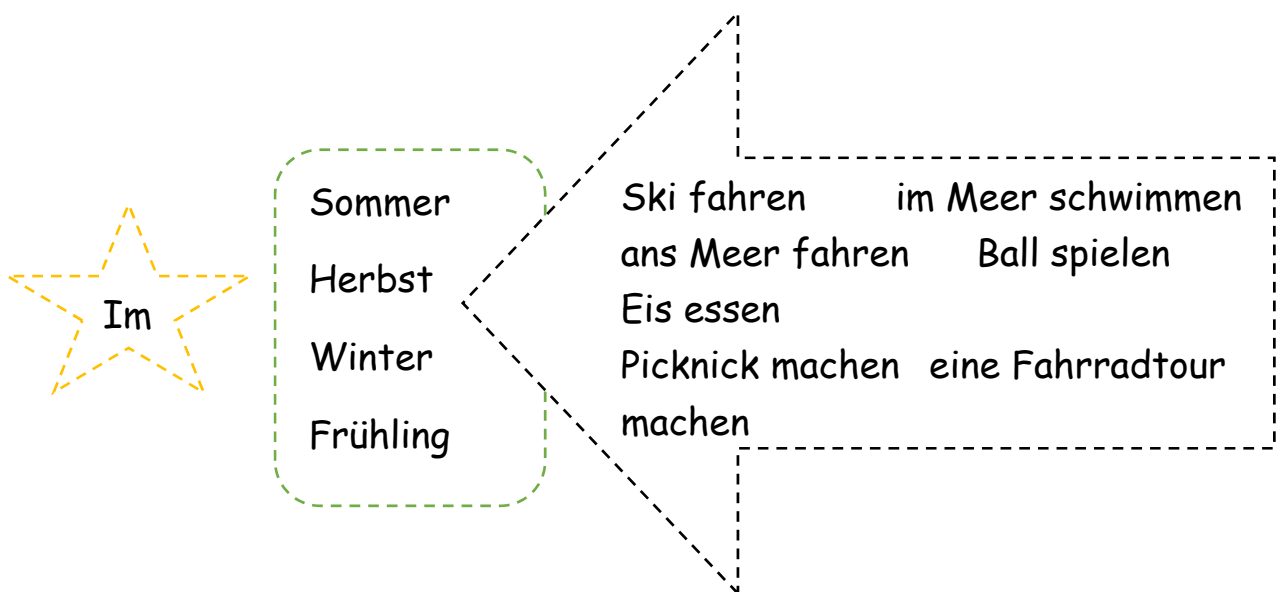 Im
Sommer
Herbst
Winter
Frühling
Ski fahren im Meer schwimmen
ans Meer fahren Ball spielen
Eis essen
Picknick machen eine Fahrradtour
machen